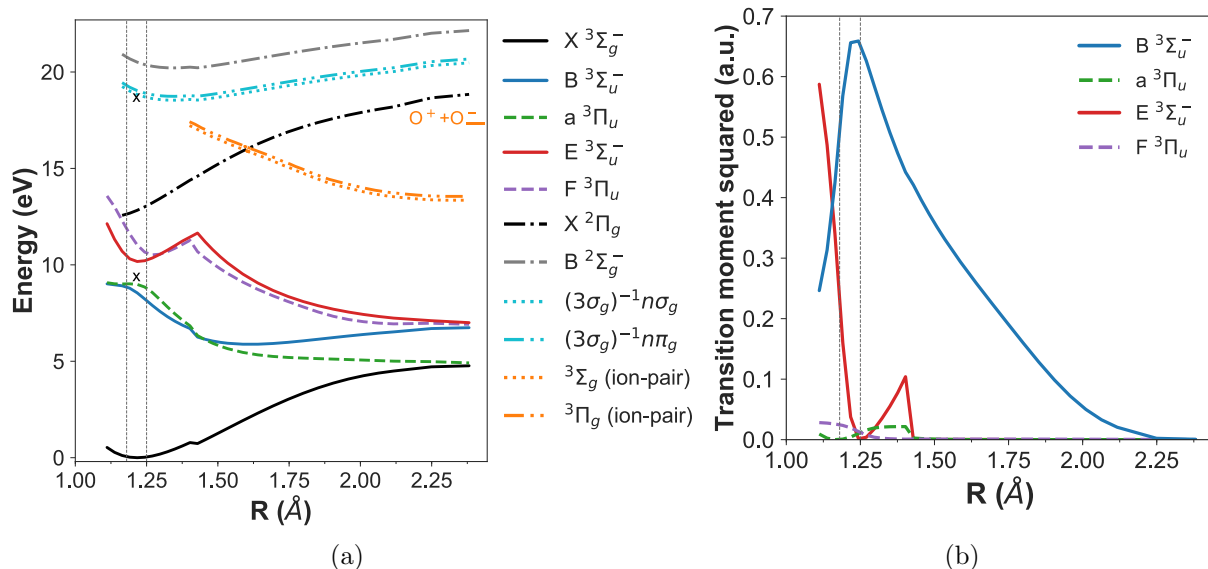 Energy (eV)
20
15
10
5
0
1.00 1.25 1.50 1.75 2.00 2.25
R (Å)
x
x
O⁺+O⁻
X ³Σg⁻
B ³Σu⁻
a ³Πu
E ³Σu⁻
F ³Πu
X ²Πg
B ²Σg⁻
(3σg)⁻¹nσg
(3σg)⁻¹nπg
³Σg (ion-pair)
³Πg (ion-pair)
(a)
Transition moment squared (a.u.)
0.7
0.6
0.5
0.4
0.3
0.2
0.1
0.0
1.00 1.25 1.50 1.75 2.00 2.25
R (Å)
B ³Σu⁻
a ³Πu
E ³Σu⁻
F ³Πu
(b)